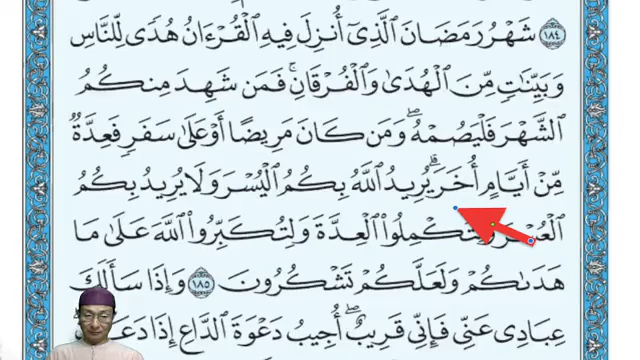 شَهْرُ رَمَضَانَ ٱلَّذِىٓ أُنزِلَ فِيهِ ٱلْقُرْءَانُ هُدًى لِّلنَّاسِ ١٨٤
وَبَيِّنَٰتٍ مِّنَ ٱلْهُدَىٰ وَٱلْفُرْقَانِ ۚ فَمَن شَهِدَ مِنكُمُ
ٱلشَّهْرَ فَلْيَصُمْهُ ۖ وَمَن كَانَ مَرِيضًا أَوْ عَلَىٰ سَفَرٍ فَعِدَّةٌ
مِّنْ أَيَّامٍ أُخَرَ ۗ يُرِيدُ ٱللَّهُ بِكُمُ ٱلْيُسْرَ وَلَا يُرِيدُ بِكُمُ
ٱلْعُسْرَ وَلِتُكْمِلُوا۟ ٱلْعِدَّةَ وَلِتُكَبِّرُوا۟ ٱللَّهَ عَلَىٰ مَا
هَدَىٰكُمْ وَلَعَلَّكُمْ تَشْكُرُونَ ١٨٥ وَإِذَا سَأَلَكَ
عِبَادِى عَنِّى فَإِنِّى قَرِيبٌ ۖ أُجِيبُ دَعْوَةَ ٱلدَّاعِ إِذَا